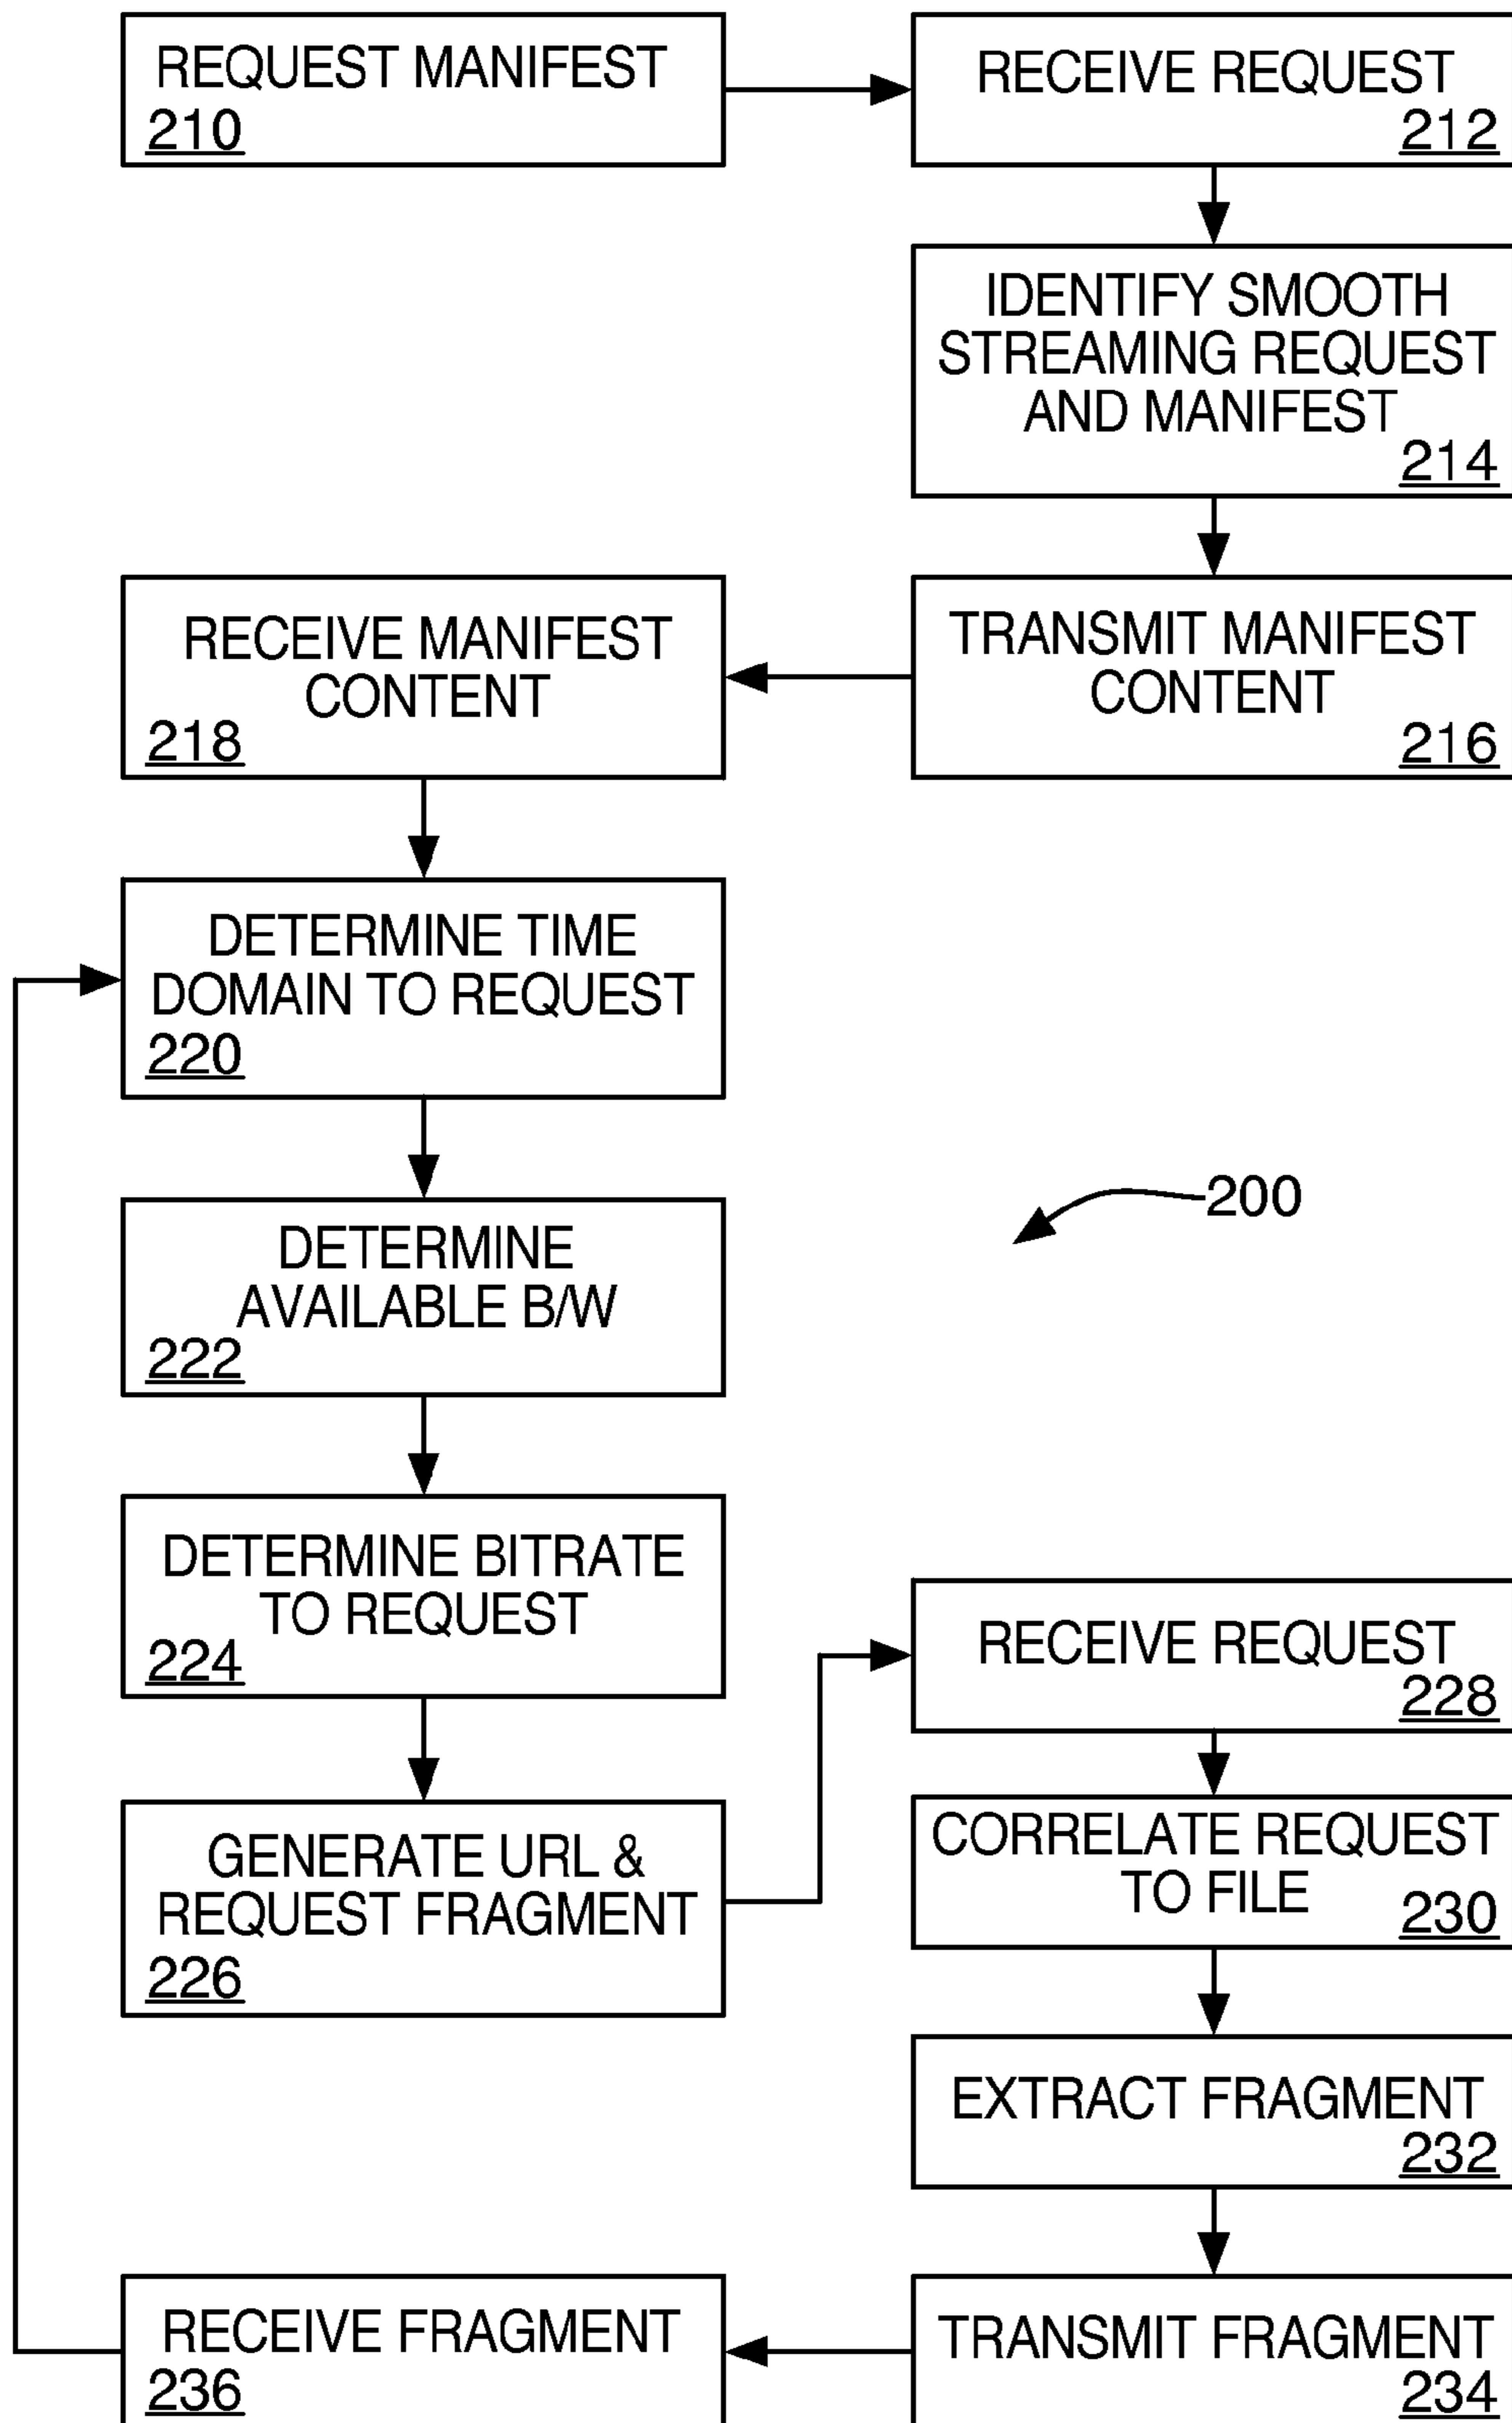 REQUEST MANIFEST
210
RECEIVE REQUEST
212
IDENTIFY SMOOTH
STREAMING REQUEST
AND MANIFEST
214
TRANSMIT MANIFEST
CONTENT
216
RECEIVE MANIFEST
CONTENT
218
DETERMINE TIME
DOMAIN TO REQUEST
220
DETERMINE
AVAILABLE B/W
222
200
DETERMINE BITRATE
TO REQUEST
224
GENERATE URL &
REQUEST FRAGMENT
226
RECEIVE REQUEST
228
CORRELATE REQUEST
TO FILE
230
EXTRACT FRAGMENT
232
TRANSMIT FRAGMENT
234
RECEIVE FRAGMENT
236